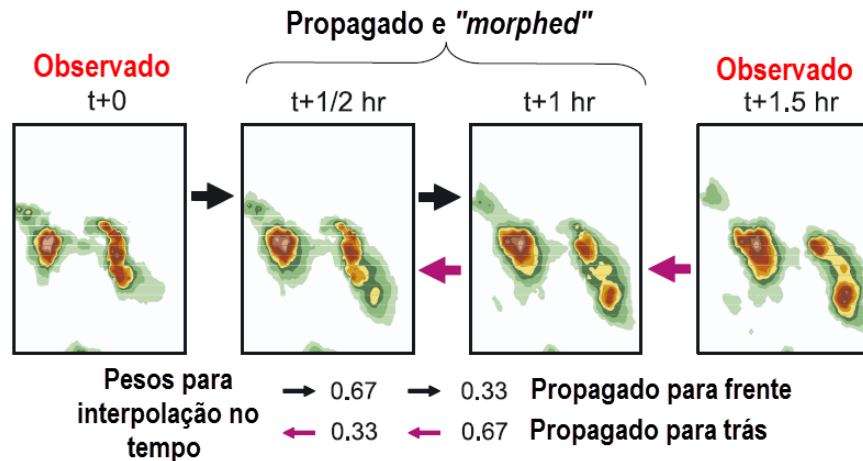 Propagado e "morphed"
Observado
t+0
t+1/2 hr
t+1 hr
Observado
t+1.5 hr
Pesos para
interpolação no
tempo
0.67
0.33
Propagado para frente
0.33
0.67
Propagado para trás